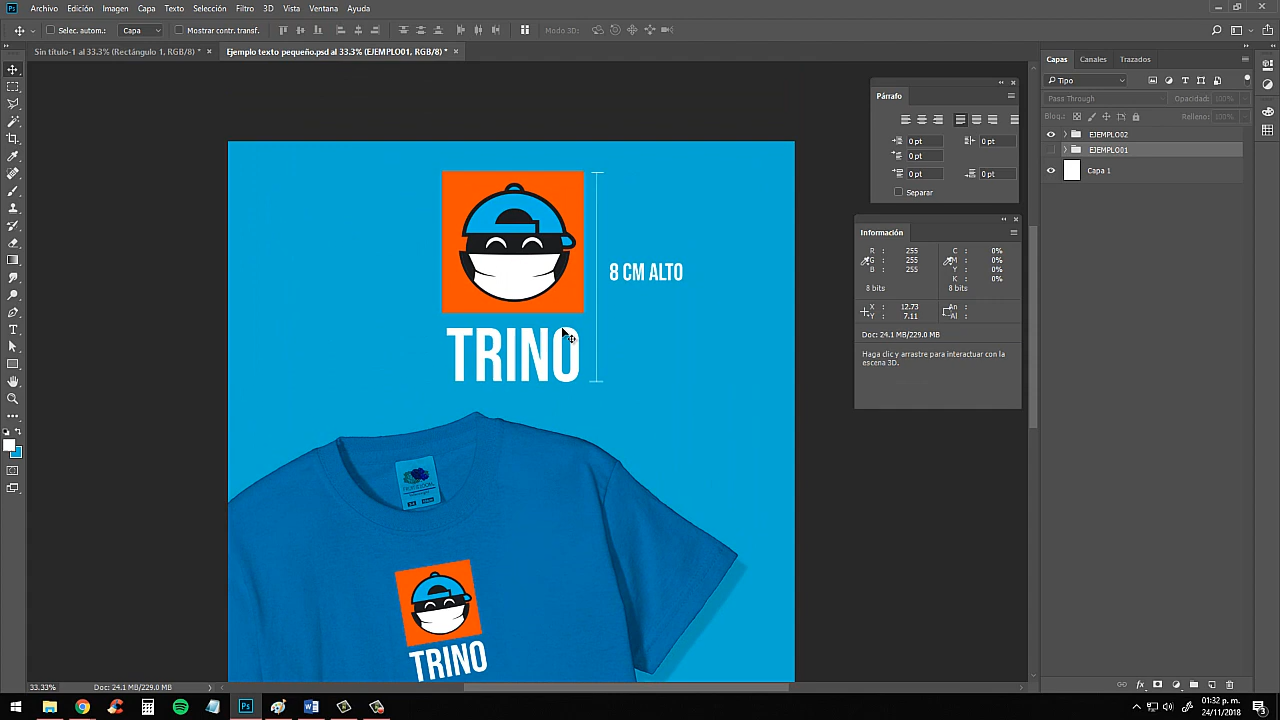 Ps Archivo Edición Imagen Capa Texto Selección Filtro 3D Vista Ventana Ayuda
Selec. autom.: Capa Mostrar contr. transf. Modo 3D:
Sin título-1 al 33.3% (Rectángulo 1, RGB/8) * × Ejemplo texto pequeño.psd al 33.3% (EJEMPLO01, RGB/8) * ×
Capas Canales Trazados
Tipo
Pass Through Opacidad: 100%
Bloq.: Relleno: 100%
EJEMPLO02
EJEMPLO01
Capa 1
Párrafo
0 pt 0 pt
0 pt
0 pt 0 pt
Separar
Información
R : 255 C : 0%
G : 255 M : 0%
B : 255 Y : 0%
K : 0%
8 bits 8 bits
X : 12.73 An :
Y : 7.11 Al :
Doc: 24.1 MB/229.0 MB
Haga clic y arrastre para interactuar con la
escena 3D.
8 CM ALTO
TRINO
TRINO
33.33% Doc: 24.1 MB/229.0 MB
fx
Ps
01:32 p. m.
24/11/2018